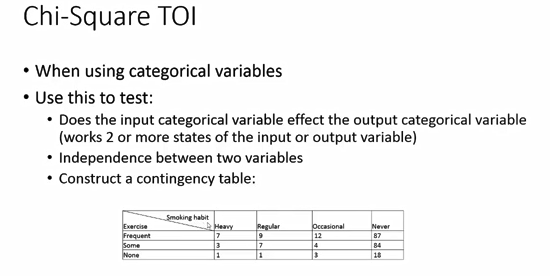 Chi-Square TOI
• When using categorical variables
• Use this to test:
• Does the input categorical variable effect the output categorical variable
(works 2 or more states of the input or output variable)
• Independence between two variables
• Construct a contingency table:
Smoking habit
Exercise Heavy Regular Occasional Never
Frequent 7 9 12 87
Some 3 7 4 84
None 1 1 3 18